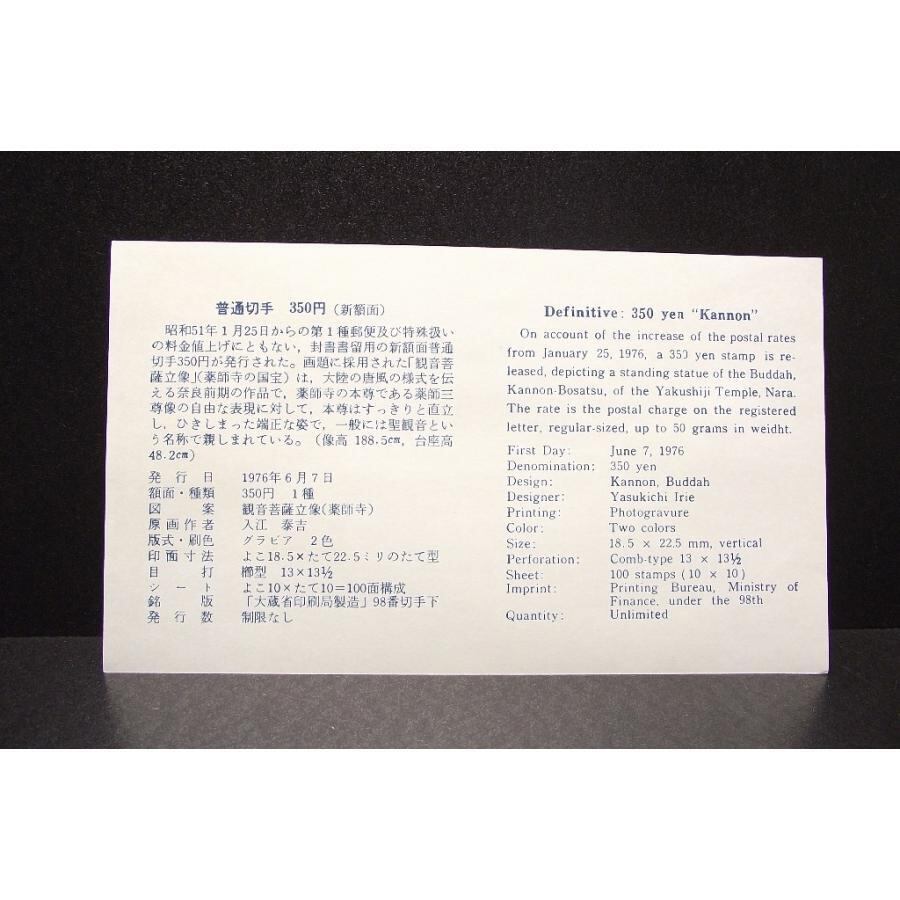 普通切手 350円(新額面)
昭和51年1月25日からの第1種郵便及び特殊扱い
の料金値上げにともない，封書書留用の新額面普通
切手350円が発行された。画題に採用された「観音菩
薩立像」(薬師寺の国宝)は，大陸の唐風の様式を伝
える奈良前期の作品で，薬師寺の本尊である薬師三
尊像の自由な表現に対して，本尊はすっきりと直立
し，ひきしまった端正な姿で，一般には聖観音とい
う名称で親しまれている。(像高 188.5cm，台座高
48.2cm)
発行日 1976年6月7日
額面・種類 350円 1種
図案 観音菩薩立像(薬師寺)
原画作者 入江 泰吉
版式・刷色 グラビア 2色
印面寸法 よこ18.5×たて22.5ミリのたて型
目打 櫛型 13×13½
シート よこ10×たて10=100面構成
銘版 「大蔵省印刷局製造」98番切手下
発行数 制限なし
Definitive: 350 yen "Kannon"
On account of the increase of the postal rates
from January 25, 1976, a 350 yen stamp is re-
leased, depicting a standing statue of the Buddah,
Kannon-Bosatsu, of the Yakushiji Temple, Nara.
The rate is the postal charge on the registered
letter, regular-sized, up to 50 grams in weidht.
First Day: June 7, 1976
Denomination: 350 yen
Design: Kannon, Buddah
Designer: Yasukichi Irie
Printing: Photogravure
Color: Two colors
Size: 18.5 × 22.5 mm, vertical
Perforation: Comb-type 13 × 13½
Sheet: 100 stamps (10 × 10)
Imprint: Printing Bureau, Ministry of
Finance, under the 98th
Quantity: Unlimited